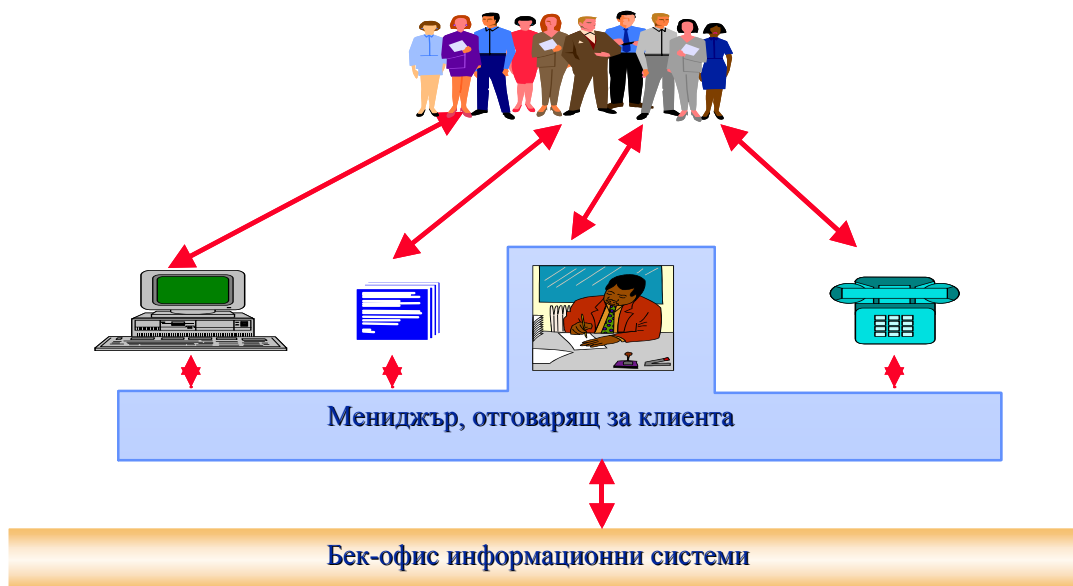 Мениджър, отговарящ за клиента
Бек-офис информационни системи